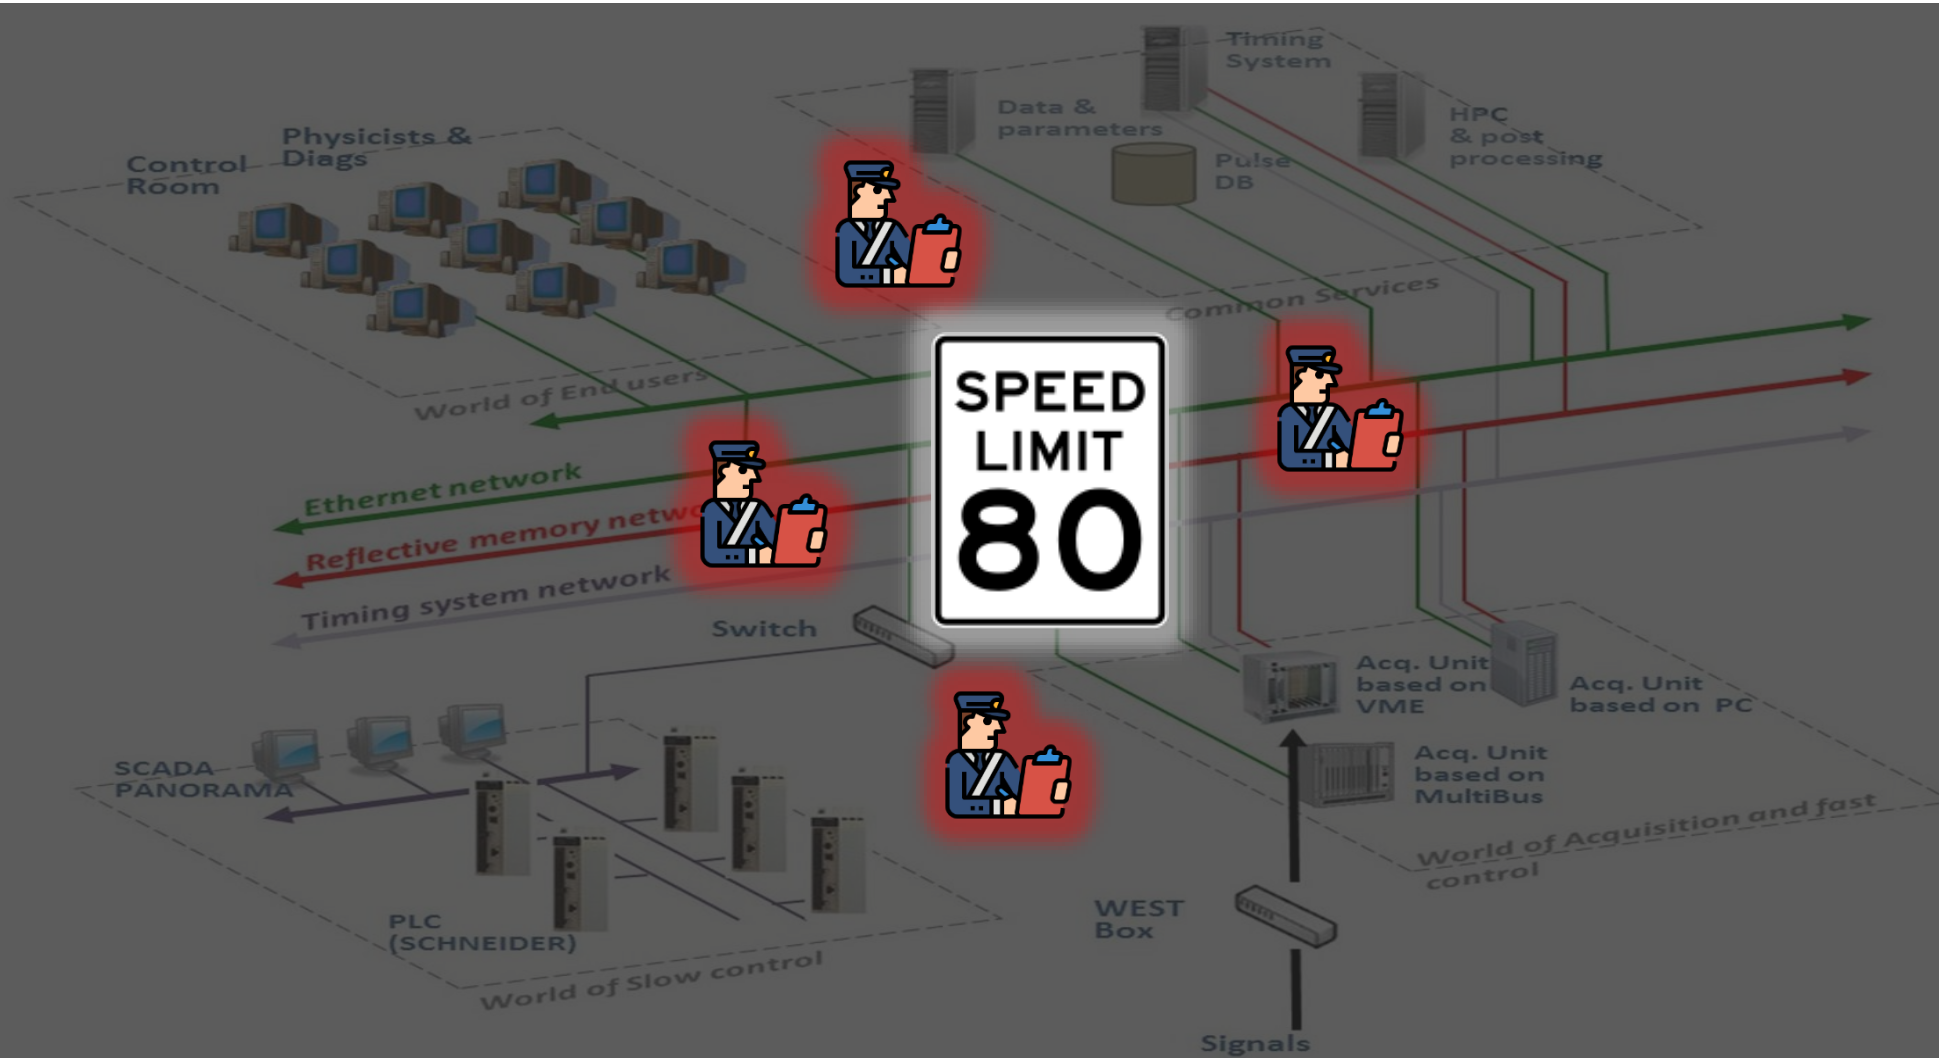 Timing
System
Data &
parameters
HPC
& post
processing
Pulse
DB
Physicists &
Diags
Control
Room
Common Services
World of End users
SPEED
LIMIT
80
Ethernet network
Reflective memory netwo
Timing system network
Switch
Acq. Unit
based on
VME
Acq. Unit
based on PC
Acq. Unit
based on
MultiBus
World of Acquisition and fast
control
SCADA
PANORAMA
PLC
(SCHNEIDER)
World of Slow control
WEST
Box
Signals